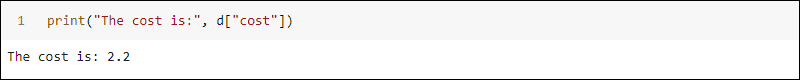 1 print("The cost is:", d["cost"])
The cost is: 2.2